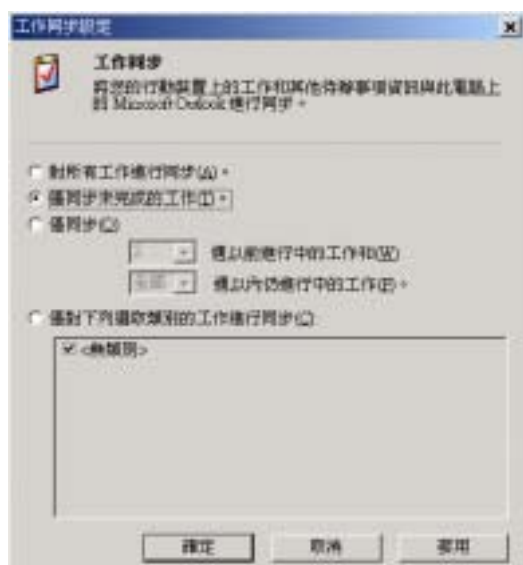 工作同步設定
工作同步
將您的行動裝置上的工作和其他待辦事項資訊與此電腦上
的 Microsoft Outlook 進行同步。
對所有工作進行同步(A)。
僅同步未完成的工作(I)。
僅同步(O)
週以前進行中的工作和(W)
全部 週以內仍進行中的工作(P)。
僅對下列選取類別的工作進行同步(C)
<無類別>
確定 取消 套用